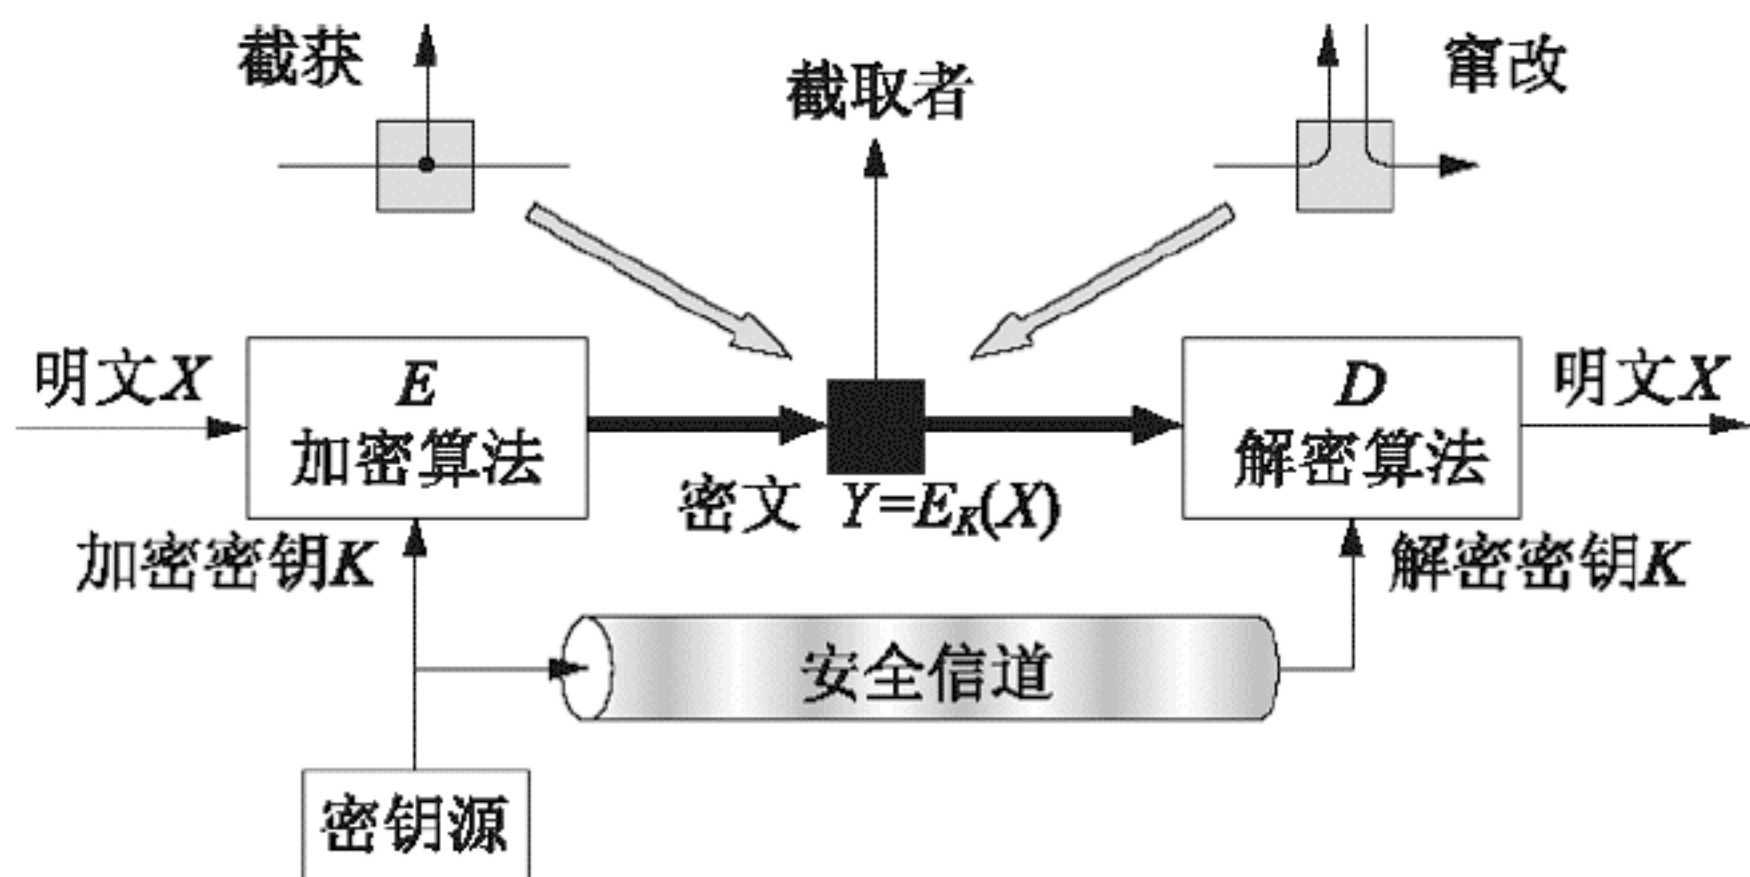 截获
截取者
窜改
明文X
E
加密算法
密文 Y=E_K(X)
D
解密算法
明文X
加密密钥K
解密密钥K
安全信道
密钥源